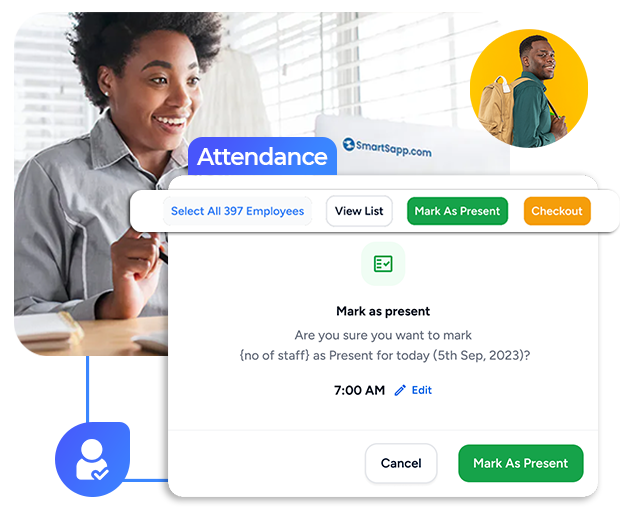 SmartSapp.com
Attendance
Select All 397 Employees
View List
Mark As Present
Checkout
Mark as present
Are you sure you want to mark
{no of staff} as Present for today (5th Sep, 2023)?
7:00 AM
Edit
Cancel
Mark As Present